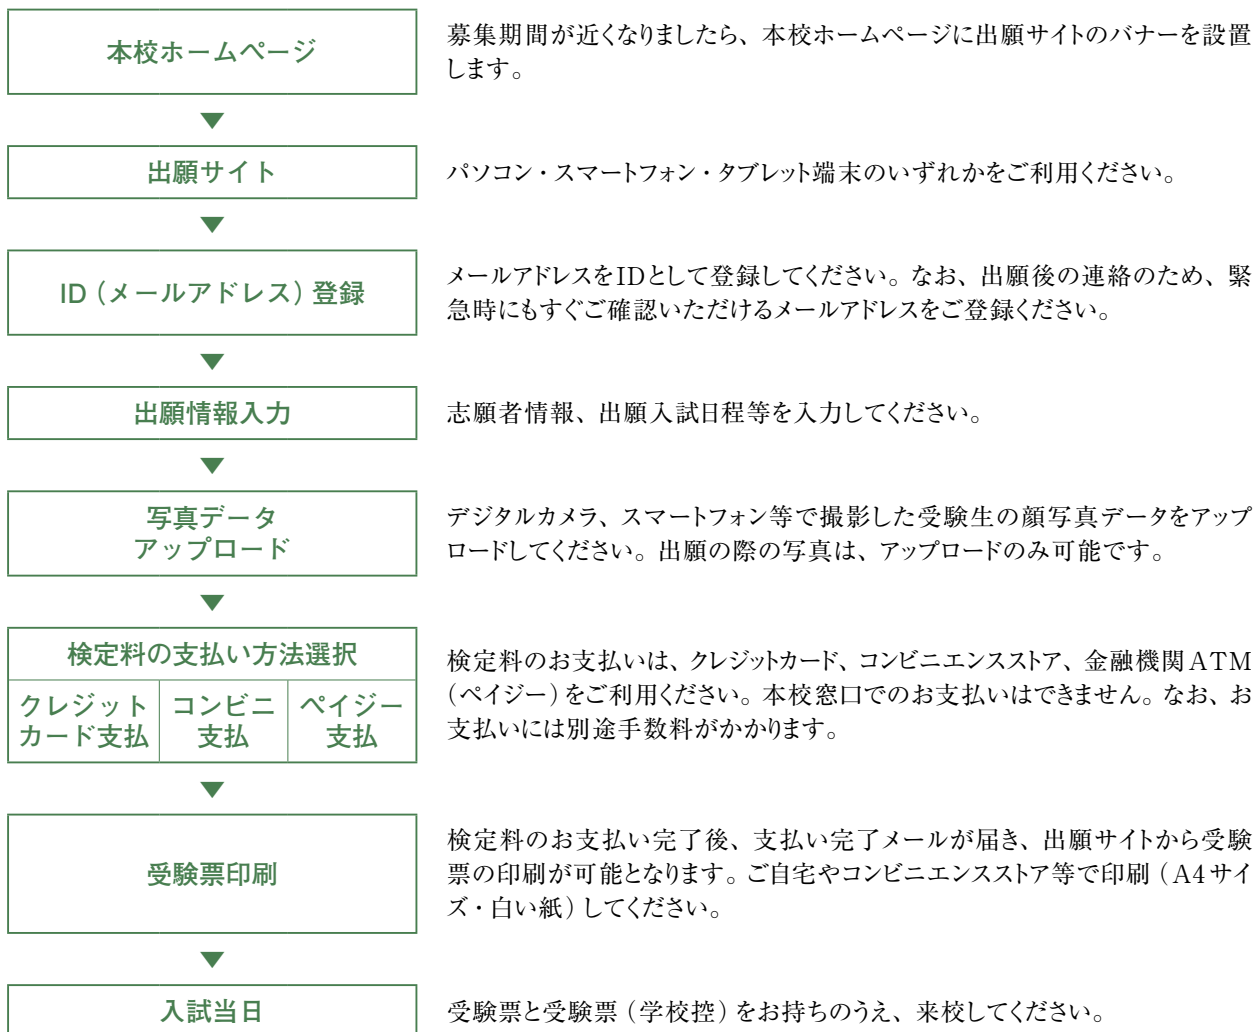 本校ホームページ
募集期間が近くなりましたら、本校ホームページに出願サイトのバナーを設置
します。
▼
出願サイト
パソコン・スマートフォン・タブレット端末のいずれかをご利用ください。
▼
ID（メールアドレス）登録
メールアドレスをIDとして登録してください。なお、出願後の連絡のため、緊
急時にもすぐご確認いただけるメールアドレスをご登録ください。
▼
出願情報入力
志願者情報、出願入試日程等を入力してください。
▼
写真データ
アップロード
デジタルカメラ、スマートフォン等で撮影した受験生の顔写真データをアップ
ロードしてください。出願の際の写真は、アップロードのみ可能です。
▼
検定料の支払い方法選択
クレジット
カード支払
コンビニ
支払
ペイジー
支払
検定料のお支払いは、クレジットカード、コンビニエンスストア、金融機関ATM
（ペイジー）をご利用ください。本校窓口でのお支払いはできません。なお、お
支払いには別途手数料がかかります。
▼
受験票印刷
検定料のお支払い完了後、支払い完了メールが届き、出願サイトから受験
票の印刷が可能となります。ご自宅やコンビニエンスストア等で印刷（A4サイ
ズ・白い紙）してください。
▼
入試当日
受験票と受験票（学校控）をお持ちのうえ、来校してください。